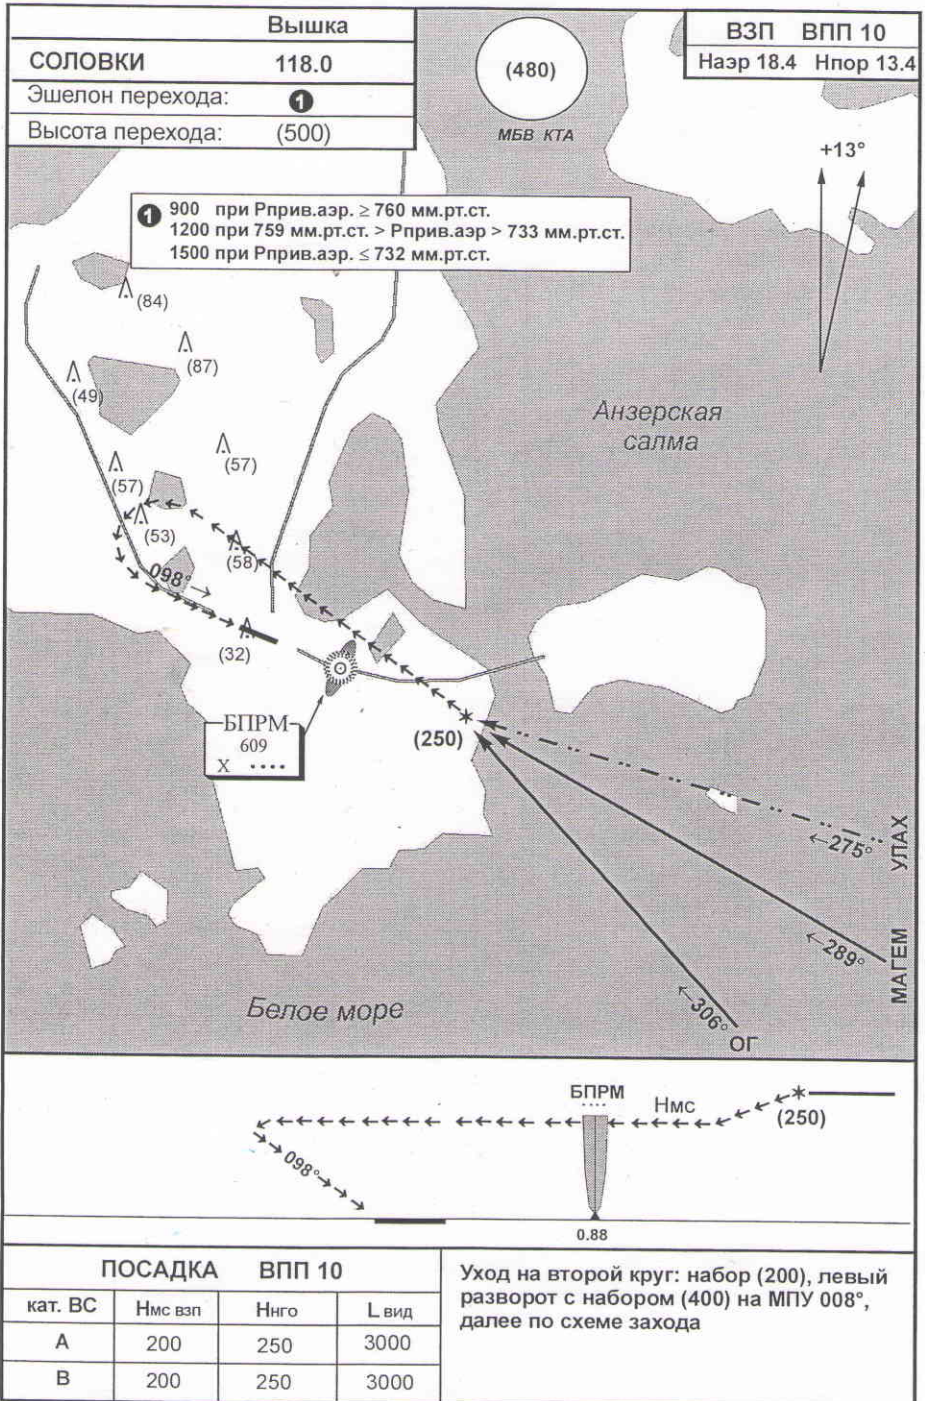 Вышка
СОЛОВКИ 118.0
Эшелон перехода: ❶
Высота перехода: (500)
(480)
МБВ КТА
ВЗП ВПП 10
Наэр 18.4 Нпор 13.4
+13°
❶ 900 при Рприв.аэр. ≥ 760 мм.рт.ст.
1200 при 759 мм.рт.ст. > Рприв.аэр > 733 мм.рт.ст.
1500 при Рприв.аэр. ≤ 732 мм.рт.ст.
(84)
(87)
(49)
Анзерская
салма
(57)
(57)
(53)
(58)
098°
(32)
БПРМ
609
Х ····
(250)
275°
УЛАХ
289°
МАГЕМ
306°
ОГ
Белое море
БПРМ
····
Нмс
(250)
098°
0.88
ПОСАДКА ВПП 10
кат. ВС Нмс взп Ннго L вид
А 200 250 3000
В 200 250 3000
Уход на второй круг: набор (200), левый
разворот с набором (400) на МПУ 008°,
далее по схеме захода